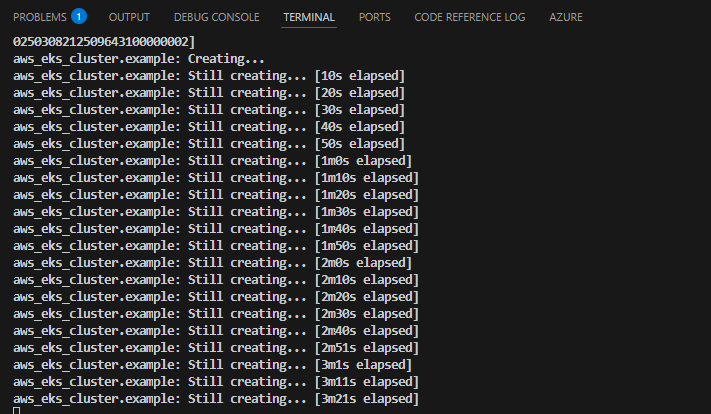 PROBLEMS 1 OUTPUT DEBUG CONSOLE TERMINAL PORTS CODE REFERENCE LOG AZURE
0250308212509643100000002]
aws_eks_cluster.example: Creating...
aws_eks_cluster.example: Still creating... [10s elapsed]
aws_eks_cluster.example: Still creating... [20s elapsed]
aws_eks_cluster.example: Still creating... [30s elapsed]
aws_eks_cluster.example: Still creating... [40s elapsed]
aws_eks_cluster.example: Still creating... [50s elapsed]
aws_eks_cluster.example: Still creating... [1m0s elapsed]
aws_eks_cluster.example: Still creating... [1m10s elapsed]
aws_eks_cluster.example: Still creating... [1m20s elapsed]
aws_eks_cluster.example: Still creating... [1m30s elapsed]
aws_eks_cluster.example: Still creating... [1m40s elapsed]
aws_eks_cluster.example: Still creating... [1m50s elapsed]
aws_eks_cluster.example: Still creating... [2m0s elapsed]
aws_eks_cluster.example: Still creating... [2m10s elapsed]
aws_eks_cluster.example: Still creating... [2m20s elapsed]
aws_eks_cluster.example: Still creating... [2m30s elapsed]
aws_eks_cluster.example: Still creating... [2m40s elapsed]
aws_eks_cluster.example: Still creating... [2m51s elapsed]
aws_eks_cluster.example: Still creating... [3m1s elapsed]
aws_eks_cluster.example: Still creating... [3m11s elapsed]
aws_eks_cluster.example: Still creating... [3m21s elapsed]